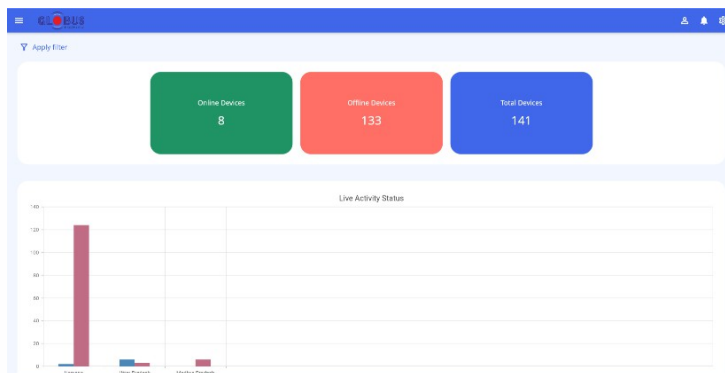 GLOBUS
Apply filter
Online Devices
8
Offline Devices
133
Total Devices
141
Live Activity Status
140
120
100
80
60
40
20
0